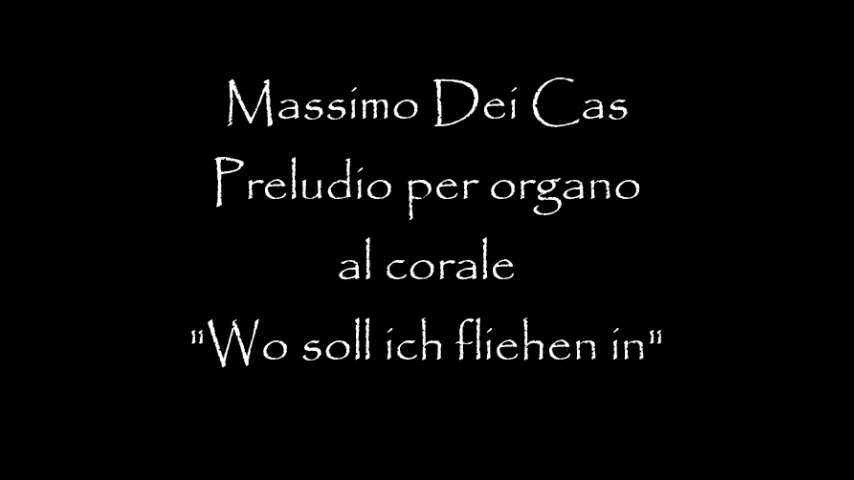 Massimo Dei Cas
Preludio per organo
al corale
"Wo soll ich fliehen in"